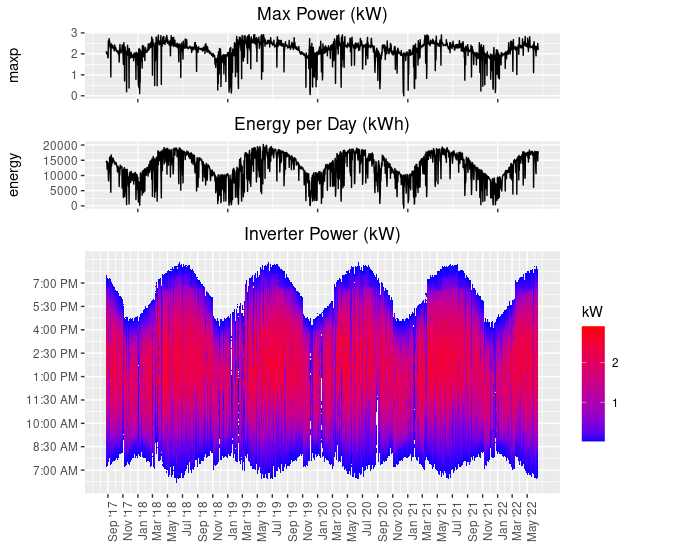 Max Power (kW)
maxp
3
2
1
0
Energy per Day (kWh)
energy
20000
15000
10000
5000
0
Inverter Power (kW)
7:00 PM
5:30 PM
4:00 PM
2:30 PM
1:00 PM
11:30 AM
10:00 AM
8:30 AM
7:00 AM
kW
2
1
Sep '17
Nov '17
Jan '18
Mar '18
May '18
Jul '18
Sep '18
Nov '18
Jan '19
Mar '19
May '19
Jul '19
Sep '19
Nov '19
Jan '20
Mar '20
May '20
Jul '20
Sep '20
Nov '20
Jan '21
Mar '21
May '21
Jul '21
Sep '21
Nov '21
Jan '22
Mar '22
May '22